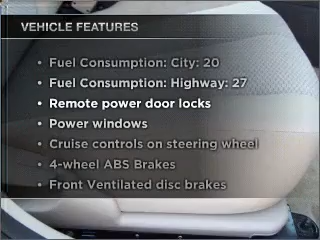 VEHICLE FEATURES
• Fuel Consumption: City: 20
• Fuel Consumption: Highway: 27
• Remote power door locks
• Power windows
• Cruise controls on steering wheel
• 4-wheel ABS Brakes
• Front Ventilated disc brakes